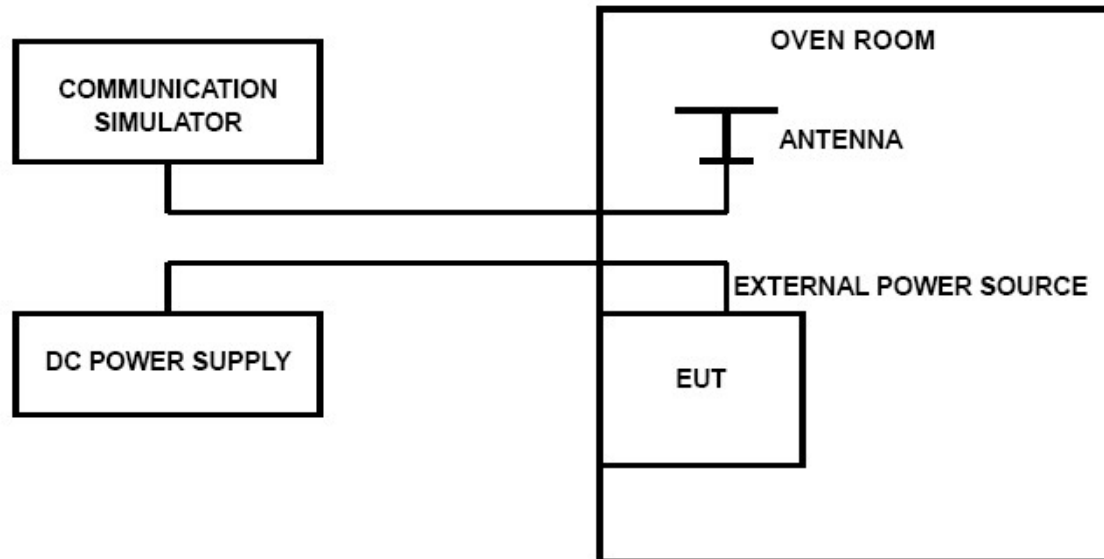 OVEN ROOM
COMMUNICATION
SIMULATOR
ANTENNA
EXTERNAL POWER SOURCE
DC POWER SUPPLY
EUT